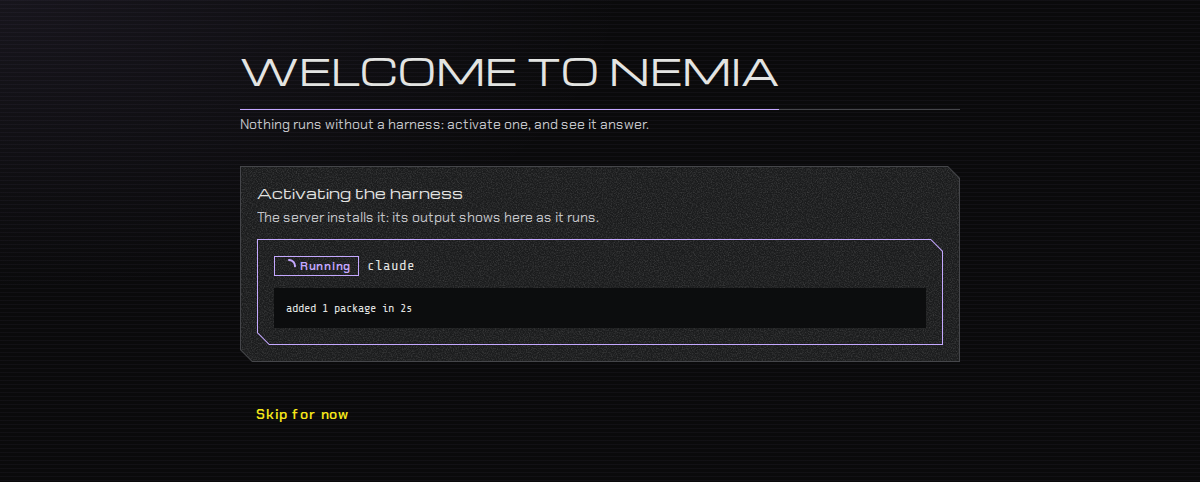 WELCOME TO NEMIA
Nothing runs without a harness: activate one, and see it answer.
Activating the harness
The server installs it: its output shows here as it runs.
Running claude
added 1 package in 2s
Skip for now